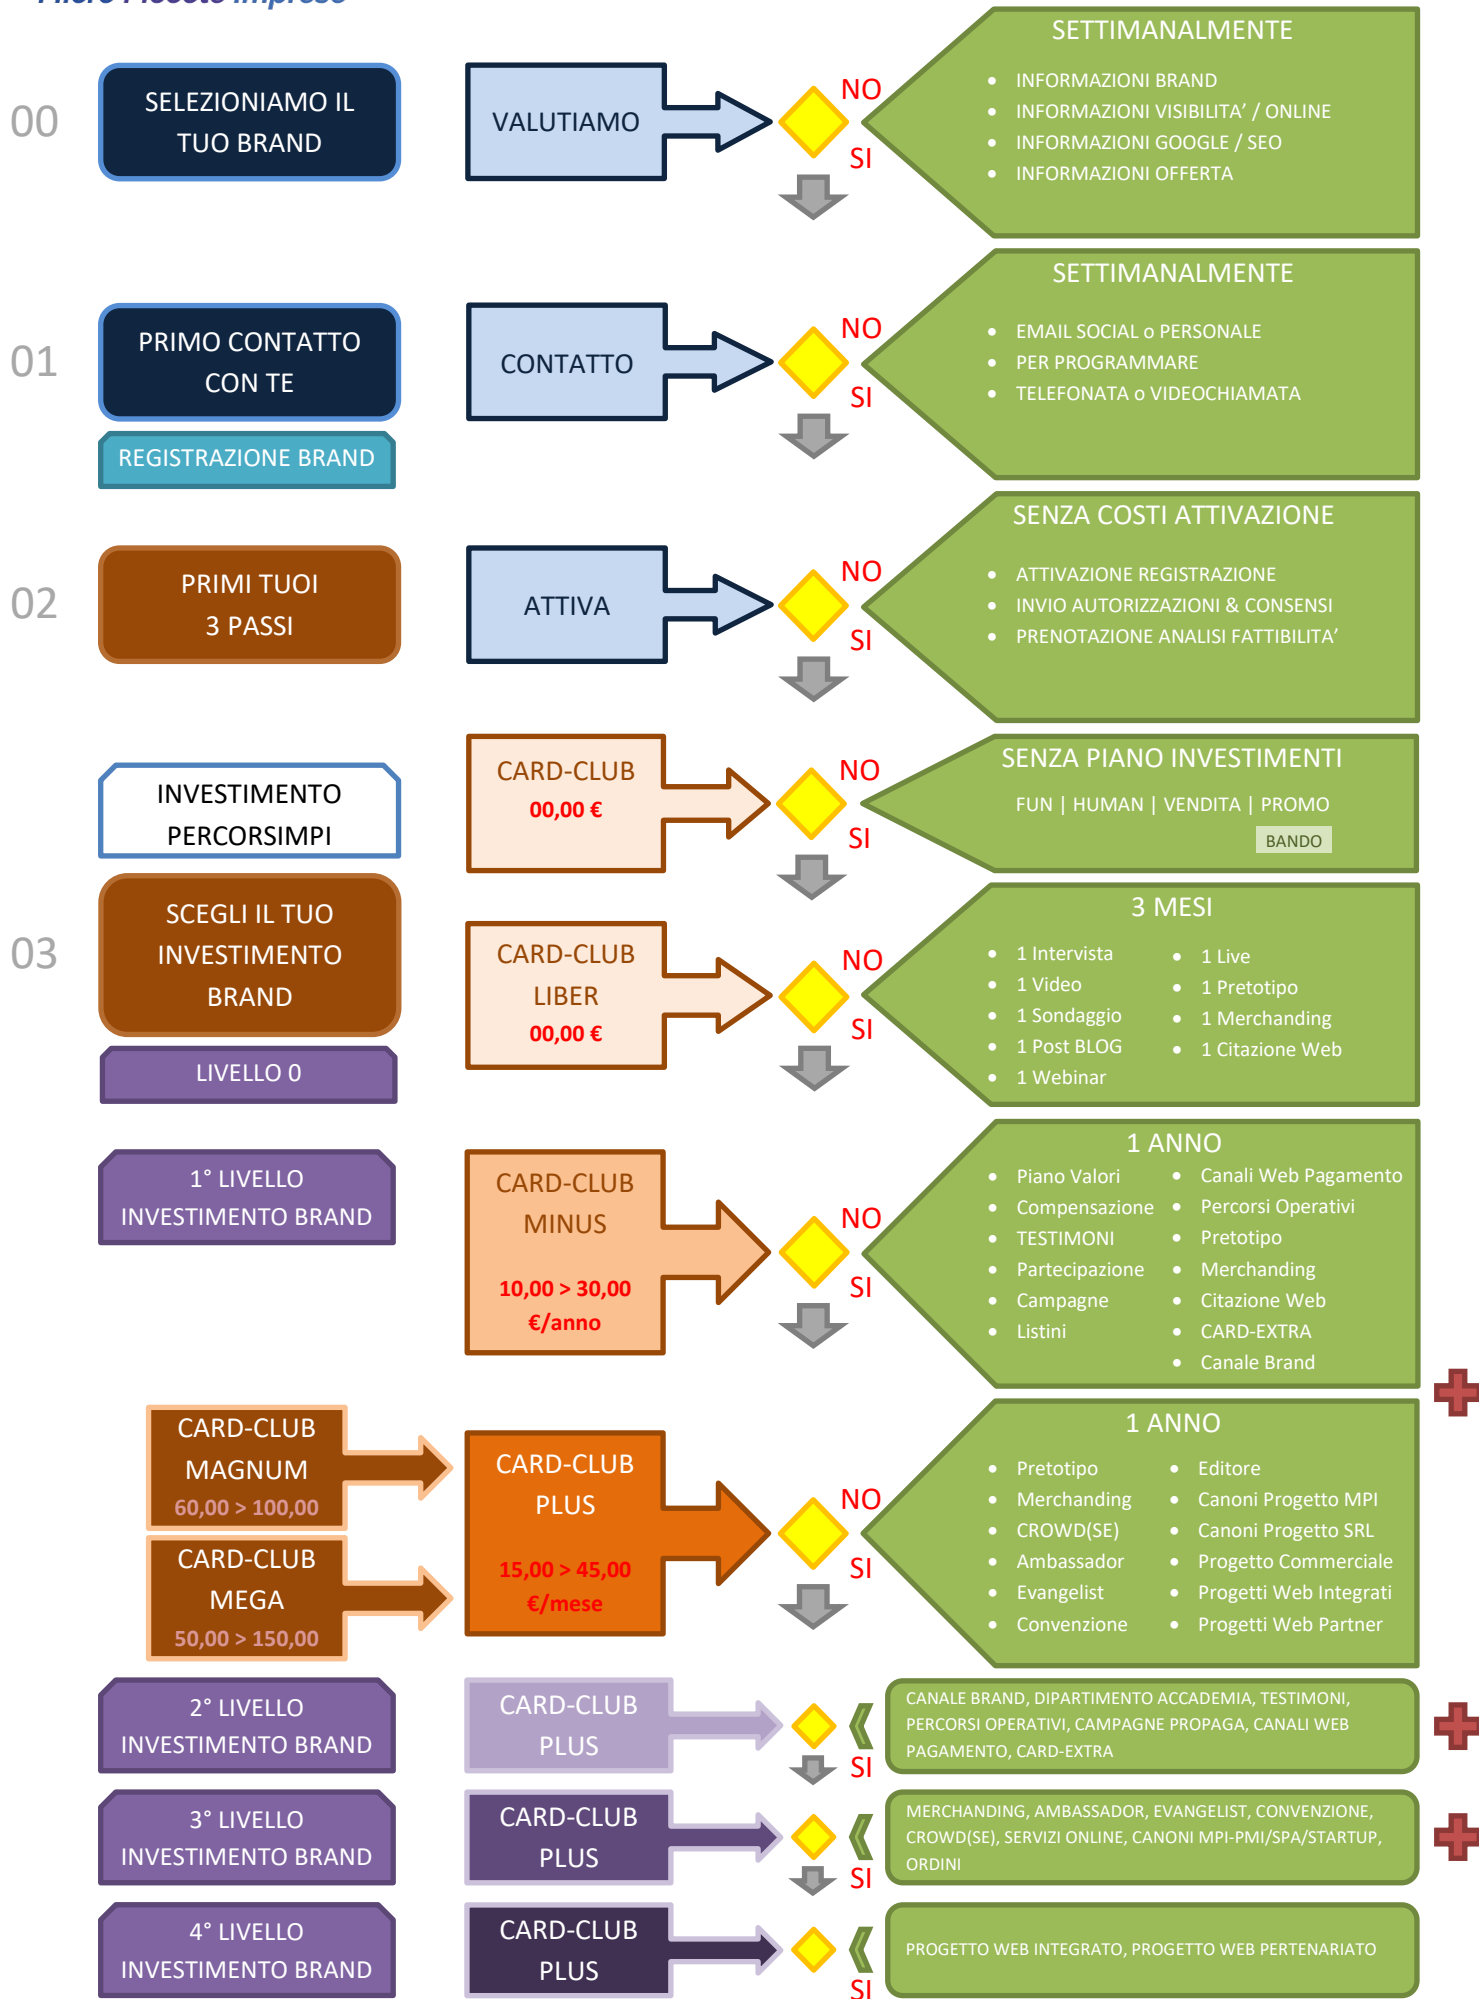 Micro Piccole Imprese
00
SELEZIONIAMO IL
TUO BRAND
VALUTIAMO
NO
SI
SETTIMANALMENTE
• INFORMAZIONI BRAND
• INFORMAZIONI VISIBILITA’ / ONLINE
• INFORMAZIONI GOOGLE / SEO
• INFORMAZIONI OFFERTA
01
PRIMO CONTATTO
CON TE
REGISTRAZIONE BRAND
CONTATTO
NO
SI
SETTIMANALMENTE
• EMAIL SOCIAL o PERSONALE
• PER PROGRAMMARE
• TELEFONATA o VIDEOCHIAMATA
02
PRIMI TUOI
3 PASSI
ATTIVA
NO
SI
SENZA COSTI ATTIVAZIONE
• ATTIVAZIONE REGISTRAZIONE
• INVIO AUTORIZZAZIONI & CONSENSI
• PRENOTAZIONE ANALISI FATTIBILITA’
INVESTIMENTO
PERCORSIMPI
CARD-CLUB
00,00 €
NO
SI
SENZA PIANO INVESTIMENTI
FUN | HUMAN | VENDITA | PROMO
BANDO
03
SCEGLI IL TUO
INVESTIMENTO
BRAND
LIVELLO 0
CARD-CLUB
LIBER
00,00 €
NO
SI
3 MESI
• 1 Intervista
• 1 Video
• 1 Sondaggio
• 1 Post BLOG
• 1 Webinar
• 1 Live
• 1 Pretotipo
• 1 Merchanding
• 1 Citazione Web
1° LIVELLO
INVESTIMENTO BRAND
CARD-CLUB
MINUS
10,00 > 30,00
€/anno
NO
SI
1 ANNO
• Piano Valori
• Compensazione
• TESTIMONI
• Partecipazione
• Campagne
• Listini
• Canali Web Pagamento
• Percorsi Operativi
• Pretotipo
• Merchanding
• Citazione Web
• CARD-EXTRA
• Canale Brand
CARD-CLUB
MAGNUM
60,00 > 100,00
CARD-CLUB
MEGA
50,00 > 150,00
CARD-CLUB
PLUS
15,00 > 45,00
€/mese
NO
SI
1 ANNO
• Pretotipo
• Merchanding
• CROWD(SE)
• Ambassador
• Evangelist
• Convenzione
• Editore
• Canoni Progetto MPI
• Canoni Progetto SRL
• Progetto Commerciale
• Progetti Web Integrati
• Progetti Web Partner
2° LIVELLO
INVESTIMENTO BRAND
CARD-CLUB
PLUS
SI
CANALE BRAND, DIPARTIMENTO ACCADEMIA, TESTIMONI,
PERCORSI OPERATIVI, CAMPAGNE PROPAGA, CANALI WEB
PAGAMENTO, CARD-EXTRA
3° LIVELLO
INVESTIMENTO BRAND
CARD-CLUB
PLUS
SI
MERCHANDING, AMBASSADOR, EVANGELIST, CONVENZIONE,
CROWD(SE), SERVIZI ONLINE, CANONI MPI-PMI/SPA/STARTUP,
ORDINI
4° LIVELLO
INVESTIMENTO BRAND
CARD-CLUB
PLUS
SI
PROGETTO WEB INTEGRATO, PROGETTO WEB PERTENARIATO